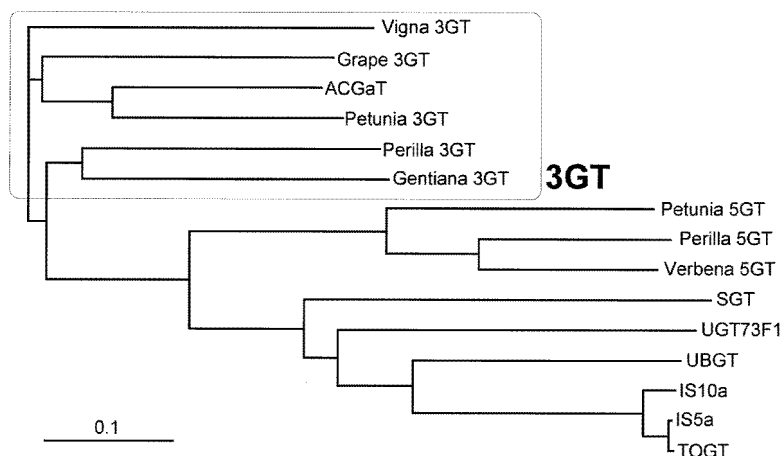 Vigna 3GT
Grape 3GT
ACGaT
Petunia 3GT
Perilla 3GT
Gentiana 3GT
3GT
Petunia 5GT
Perilla 5GT
Verbena 5GT
SGT
UGT73F1
UBGT
IS10a
IS5a
TOGT
0.1